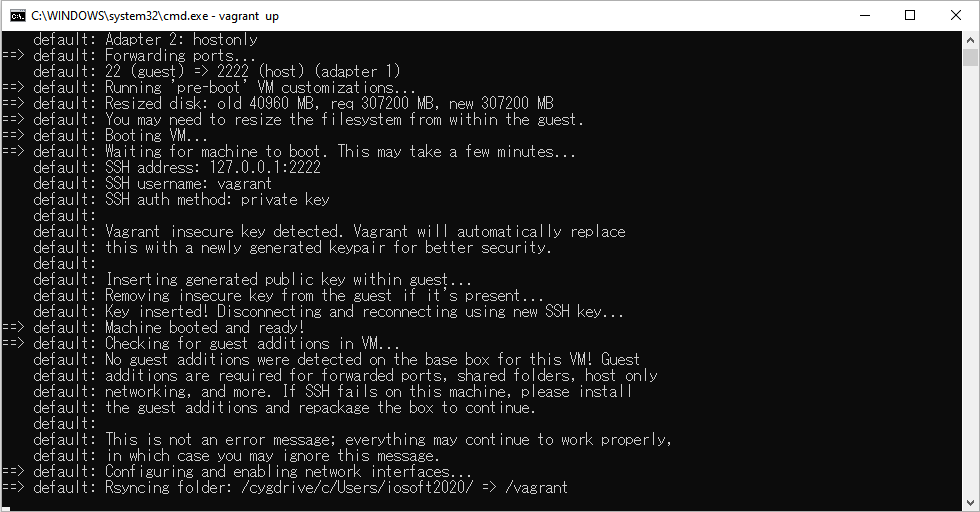 C:\WINDOWS\system32\cmd.exe - vagrant up
default: Adapter 2: hostonly
==> default: Forwarding ports...
default: 22 (guest) => 2222 (host) (adapter 1)
==> default: Running 'pre-boot' VM customizations...
==> default: Resized disk: old 40960 MB, req 307200 MB, new 307200 MB
==> default: You may need to resize the filesystem from within the guest.
==> default: Booting VM...
==> default: Waiting for machine to boot. This may take a few minutes...
default: SSH address: 127.0.0.1:2222
default: SSH username: vagrant
default: SSH auth method: private key
default:
default: Vagrant insecure key detected. Vagrant will automatically replace
default: this with a newly generated keypair for better security.
default:
default: Inserting generated public key within guest...
default: Removing insecure key from the guest if it's present...
default: Key inserted! Disconnecting and reconnecting using new SSH key...
==> default: Machine booted and ready!
==> default: Checking for guest additions in VM...
default: No guest additions were detected on the base box for this VM! Guest
default: additions are required for forwarded ports, shared folders, host only
default: networking, and more. If SSH fails on this machine, please install
default: the guest additions and repackage the box to continue.
default:
default: This is not an error message; everything may continue to work properly,
default: in which case you may ignore this message.
==> default: Configuring and enabling network interfaces...
==> default: Rsyncing folder: /cygdrive/c/Users/iosoft2020/ => /vagrant